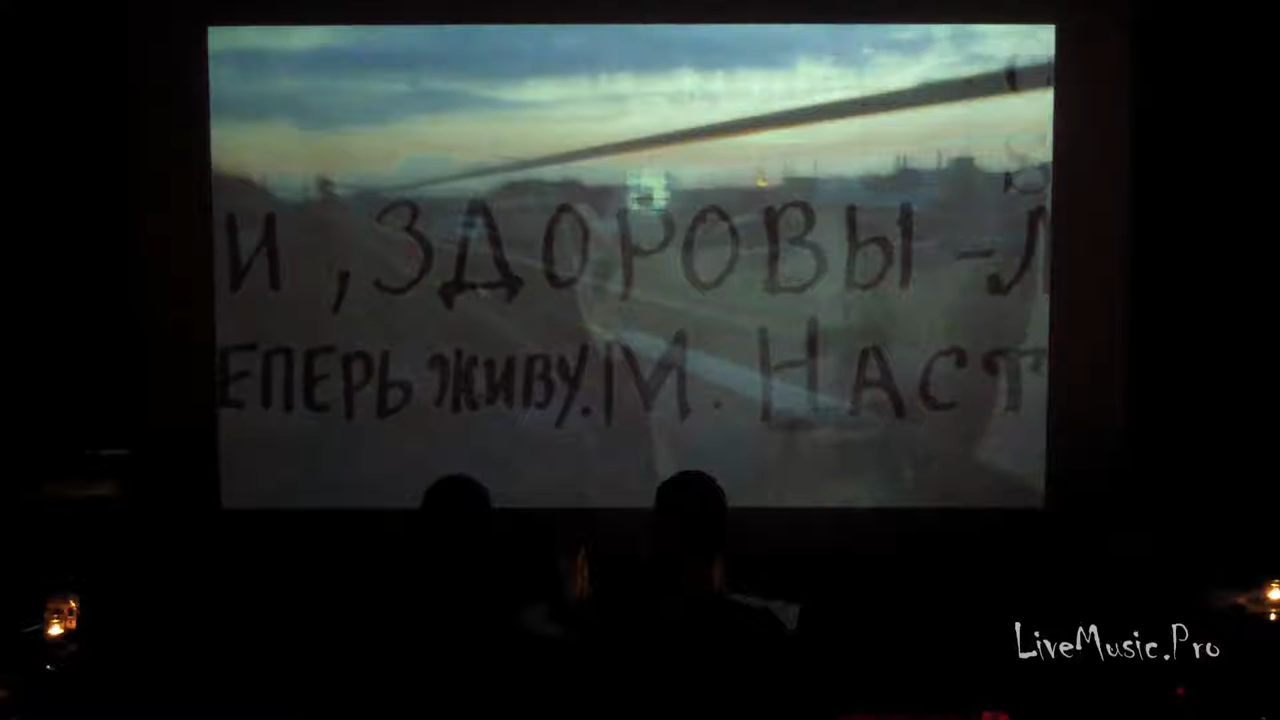 И , ЗДОРОВЫ -Л
ЕПЕРЬ ЖИВУ. М. НАСТ
LiveMusic.Pro